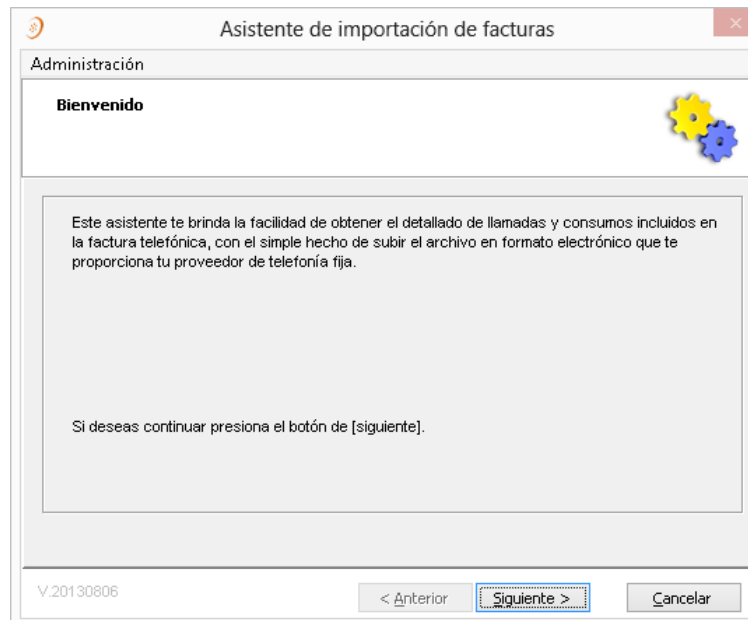 Asistente de importación de facturas
Administración
Bienvenido
Este asistente te brinda la facilidad de obtener el detallado de llamadas y consumos incluidos en
la factura telefónica, con el simple hecho de subir el archivo en formato electrónico que te
proporciona tu proveedor de telefonía fija.
Si deseas continuar presiona el botón de [siguiente].
V.20130806
< Anterior
Siguiente >
Cancelar